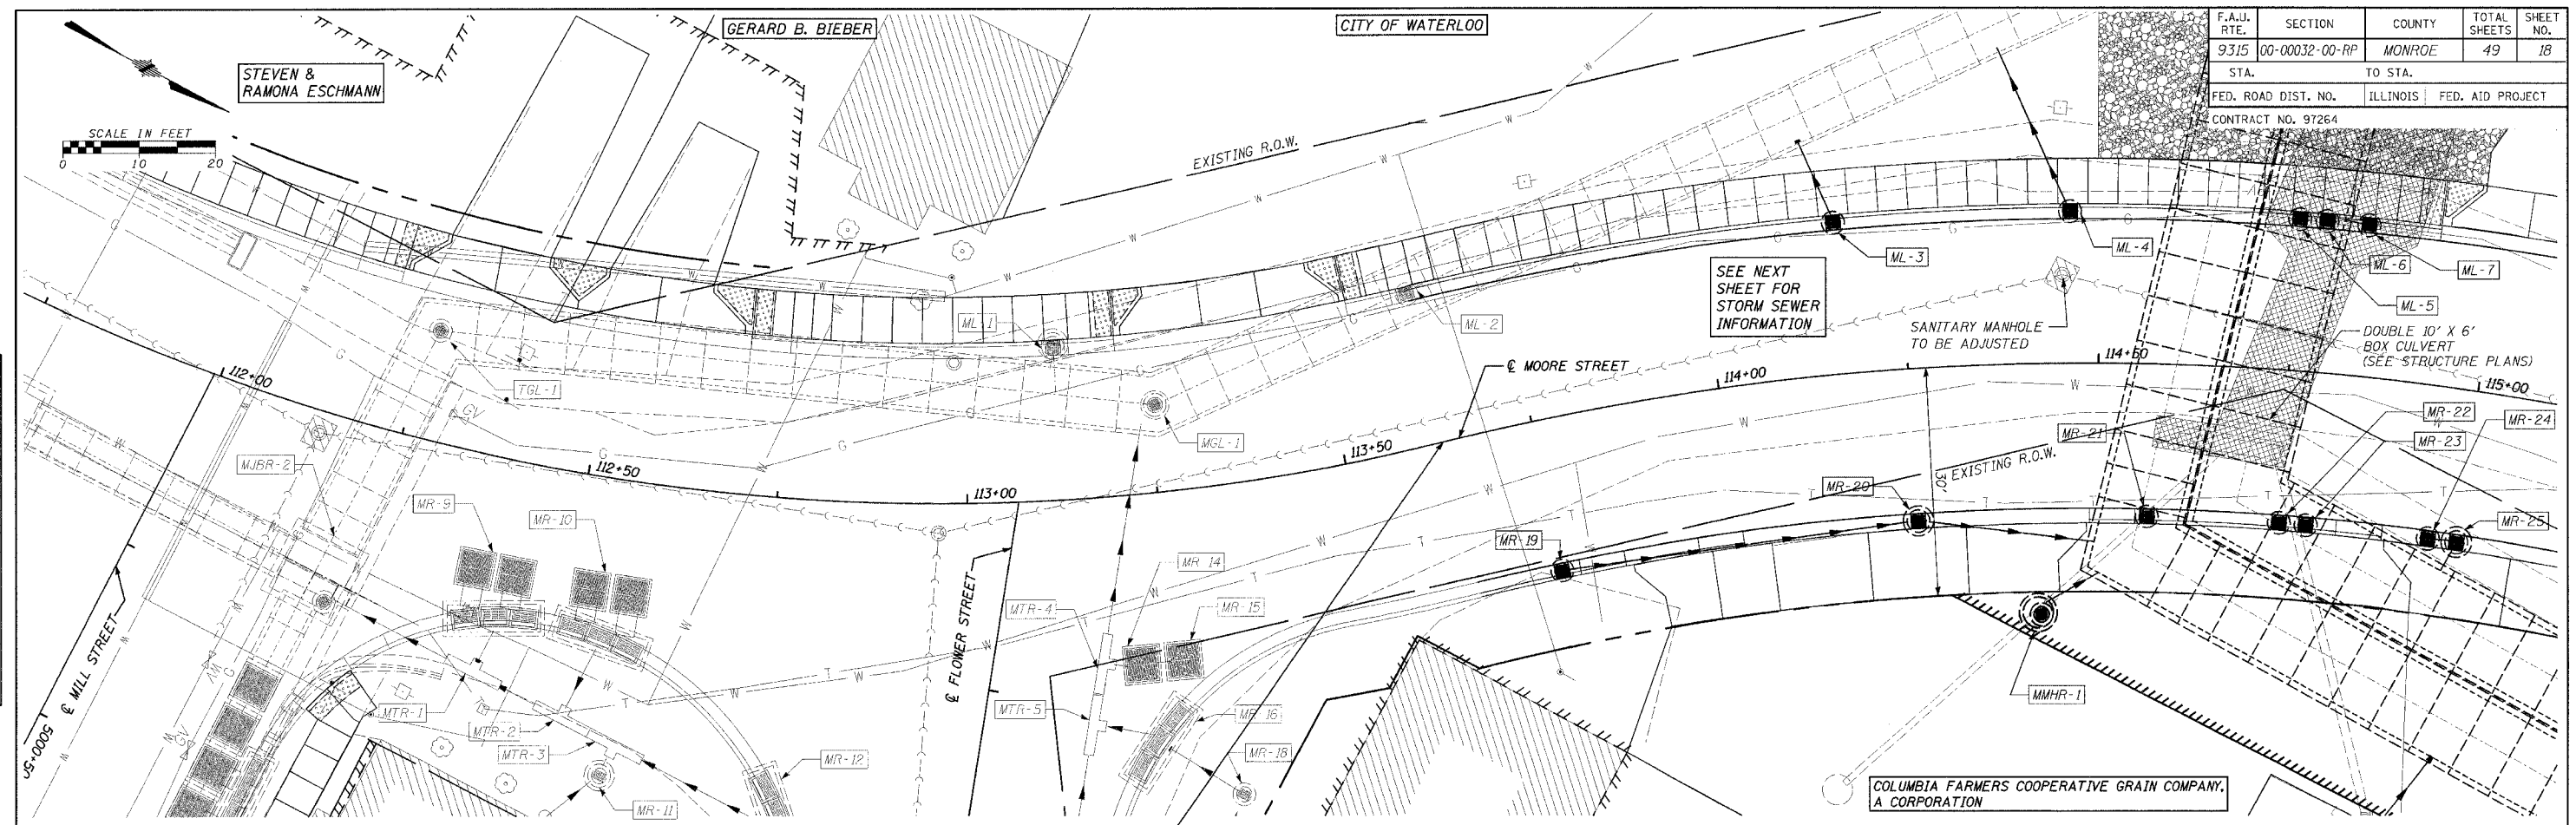 F.A.U. RTE.
SECTION
COUNTY
TOTAL SHEETS
SHEET NO.
9315
00-00032-00-RP
MONROE
49
18
STA.
TO STA.
FED. ROAD DIST. NO.
ILLINOIS
FED. AID PROJECT
CONTRACT NO. 97264
GERARD B. BIEBER
CITY OF WATERLOO
STEVEN &
RAMONA ESCHMANN
SCALE IN FEET
0
10
20
EXISTING R.O.W.
ML-3
ML-4
ML-6
ML-7
ML-5
SEE NEXT
SHEET FOR
STORM SEWER
INFORMATION
SANITARY MANHOLE
TO BE ADJUSTED
DOUBLE 10' X 6'
BOX CULVERT
(SEE STRUCTURE PLANS)
ML-1
ML-2
℄ MOORE STREET
TGL-1
MGL-1
112+00
112+50
113+00
113+50
114+00
114+50
115+00
GV
MJBR-2
MR-9
MR-10
MR-14
MR-15
MR-16
MR-18
MR-19
MR-20
MR-21
MR-22
MR-23
MR-24
MR-25
30'
EXISTING R.O.W.
℄ MILL STREET
5000+50
℄ FLOWER STREET
MTR-4
MTR-5
MTR-1
MTR-2
MTR-3
MR-11
MR-12
GV
MMHR-1
COLUMBIA FARMERS COOPERATIVE GRAIN COMPANY,
A CORPORATION